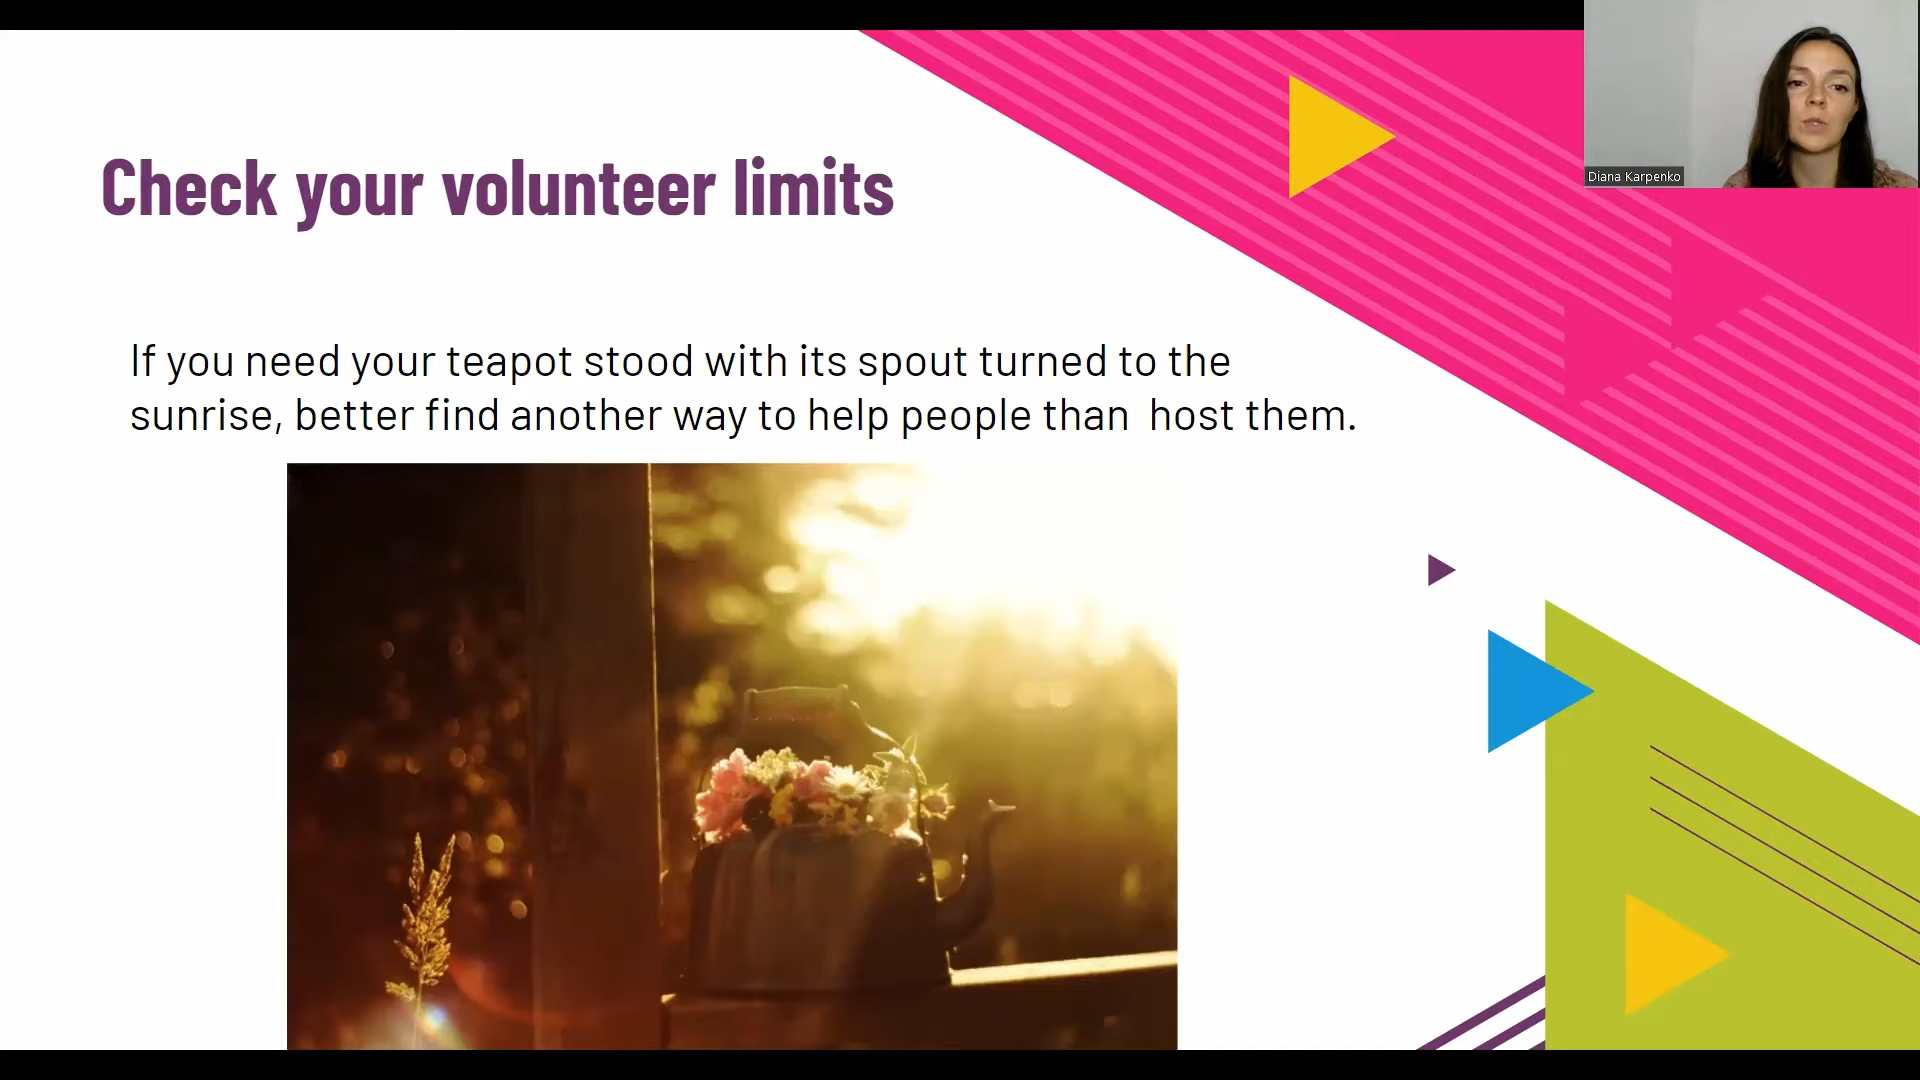 Check your volunteer limits
Diana Karpenko
If you need your teapot stood with its spout turned to the
sunrise, better find another way to help people than  host them.